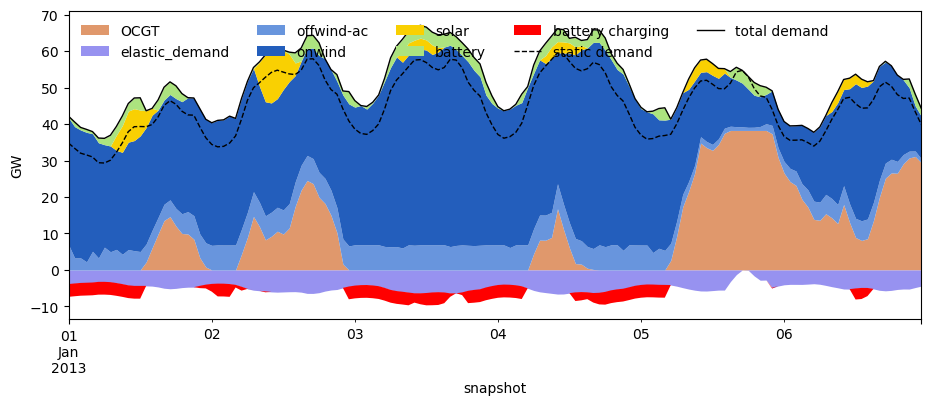 OCGT offwind-ac solar battery charging total demand
elastic_demand onwind battery static demand
70
60
50
40
30
20
10
0
−10
GW
01 02 03 04 05 06
Jan
2013
snapshot